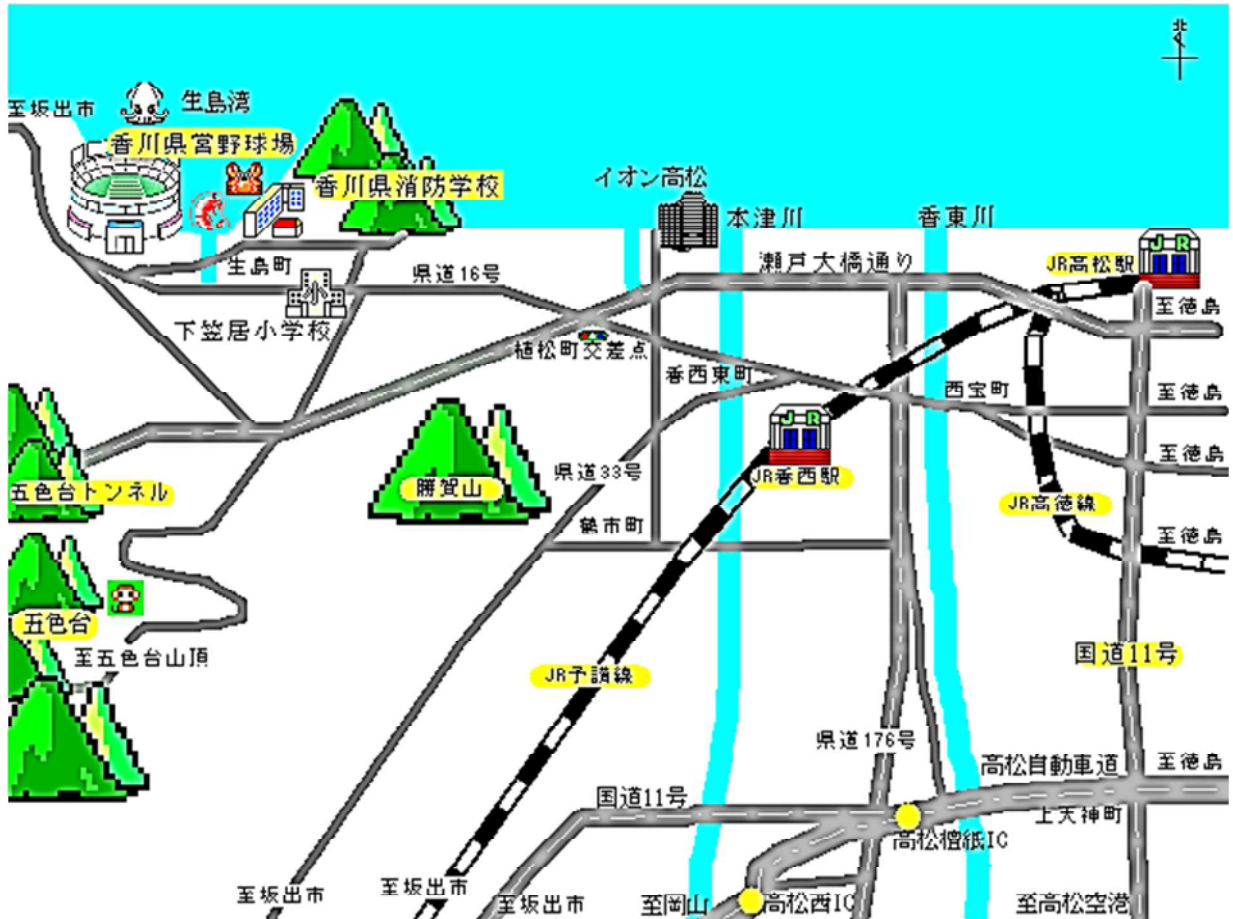 北
至坂出市
生島湾
香川県営野球場
香川県消防学校
イオン高松
本津川
香東川
JR
JR高松駅
瀬戸大橋通り
生島町
県道16号
小
下笠居小学校
至徳島
植松町交差点
香西東町
西宝町
至徳島
JR
至徳島
五色台トンネル
勝賀山
県道33号
JR香西駅
JR高徳線
鶴市町
至徳島
五色台
至五色台山頂
JR予讃線
国道11号
県道176号
高松自動車道
至徳島
国道11号
上天神町
高松檀紙IC
至坂出市
至坂出市
至坂出市
至岡山
高松西IC
至高松空港